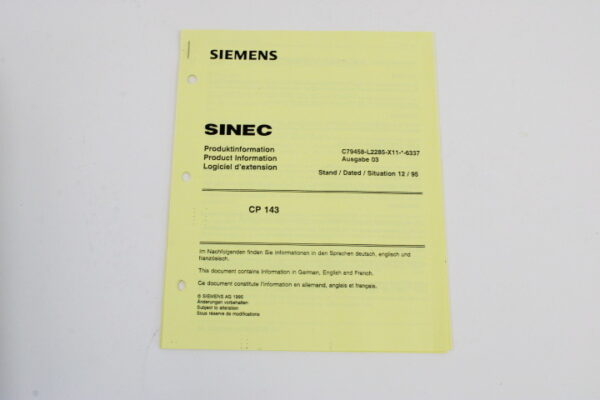 SIEMENS
SINEC
Produktinformation
Product Information
Logiciel d'extension
C79458-L2285-X11-*-6337
Ausgabe 03
Stand / Dated / Situation 12 / 95
CP 143
Im Nachfolgenden finden Sie Informationen in den Sprachen deutsch, englisch und
französisch.
This document contains Information in German, English and French.
Ce document constitute l'information en allemand, anglais et français.
© SIEMENS AG 1995
Änderungen vorbehalten
Subject to alteration
Sous réserve de modifications